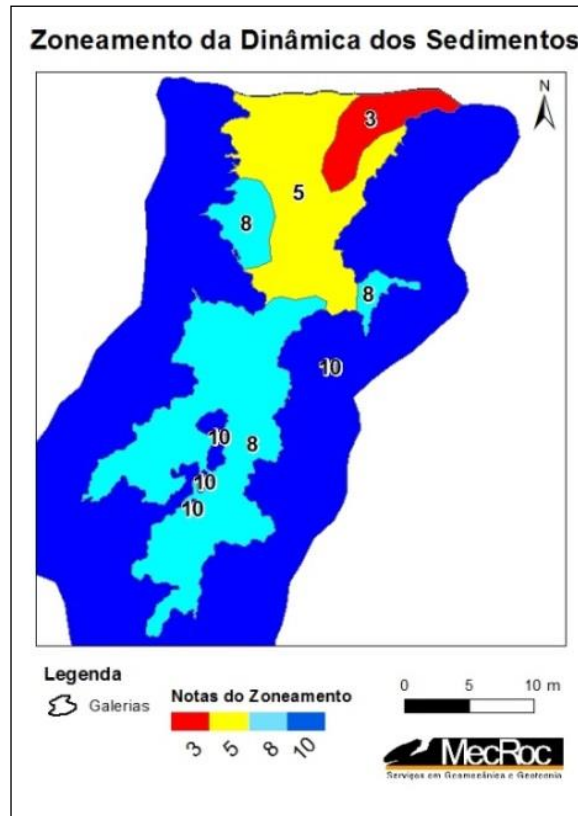 Zoneamento da Dinâmica dos Sedimentos
N
3
5
8
8
10
10
8
10
10
Legenda
Galerias
Notas do Zoneamento
3 5 8 10
0 5 10 m
MecRoc
Serviços em Geomecânica e Geotecnia